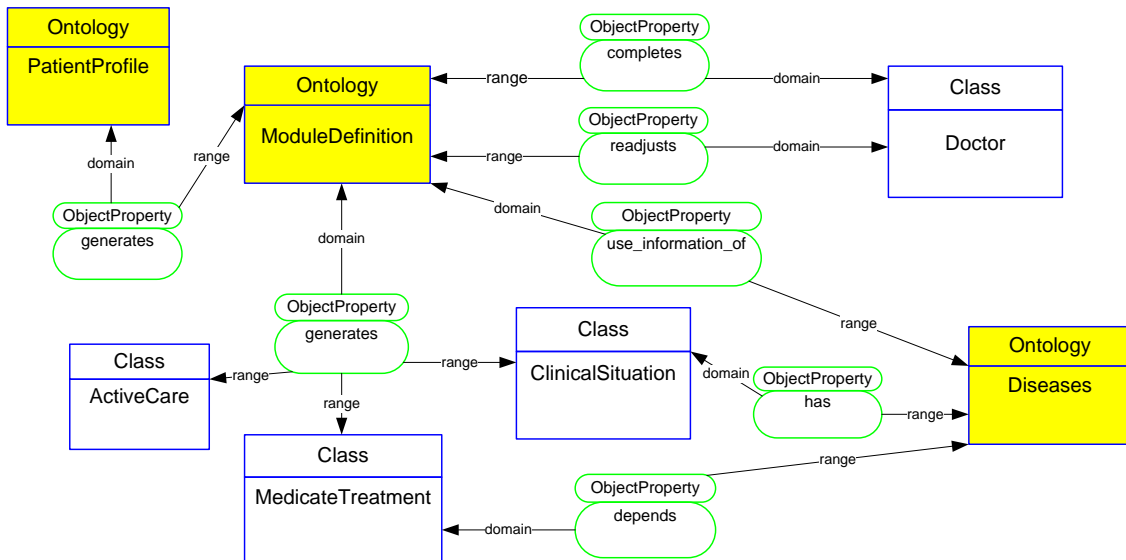 Ontology
PatientProfile
ObjectProperty
completes
range
domain
Ontology
ModuleDefinition
Class
Doctor
ObjectProperty
readjusts
range
domain
domain
range
ObjectProperty
generates
domain
domain
ObjectProperty
use_information_of
range
ObjectProperty
generates
range
range
range
Class
ActiveCare
Class
ClinicalSituation
domain
ObjectProperty
has
range
Ontology
Diseases
Class
MedicateTreatment
domain
ObjectProperty
depends
range